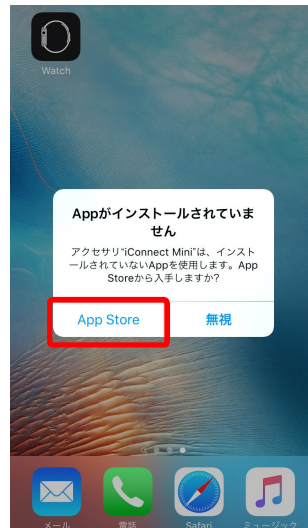 Watch
Appがインストールされていま
せん
アクセサリ"iConnect Mini"は、インスト
ールされていないAppを使用します。App
Storeから入手しますか?
App Store
無視
メール
電話
Safari
ミュージック